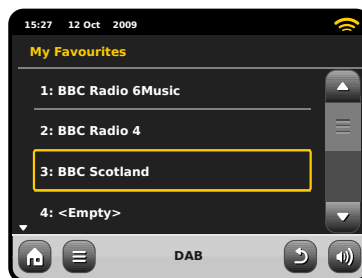 15:27 12 Oct 2009
My Favourites
1: BBC Radio 6Music
2: BBC Radio 4
3: BBC Scotland
4: <Empty>
DAB